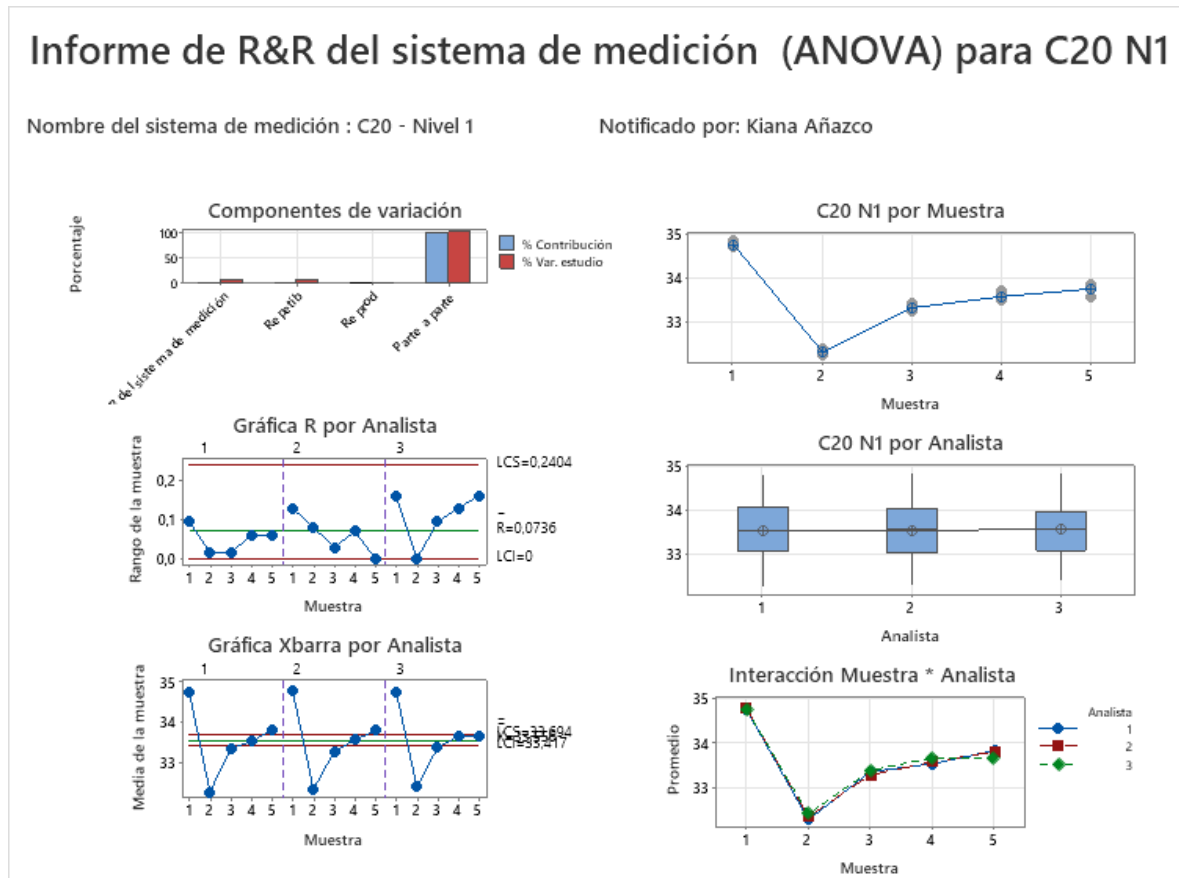 Informe de R&R del sistema de medición (ANOVA) para C20 N1
Nombre del sistema de medición : C20 - Nivel 1
Notificado por: Kiana Añazco
Componentes de variación
Porcentaje
100
50
0
del sistema de medición
Repetib
Reprod
Parte a parte
% Contribución
% Var. estudio
Gráfica R por Analista
Rango de la muestra
1 2 3
0,2
0,1
0,0
LCS=0,2404
R=0,0736
LCI=0
1 2 3 4 5 1 2 3 4 5 1 2 3 4 5
Muestra
Gráfica Xbarra por Analista
Media de la muestra
1 2 3
35
34
33
LCS=33,694
LCI=33,417
1 2 3 4 5 1 2 3 4 5 1 2 3 4 5
Muestra
C20 N1 por Muestra
35
34
33
1 2 3 4 5
Muestra
C20 N1 por Analista
35
34
33
1 2 3
Analista
Interacción Muestra * Analista
Promedio
35
34
33
1 2 3 4 5
Muestra
Analista
1
2
3